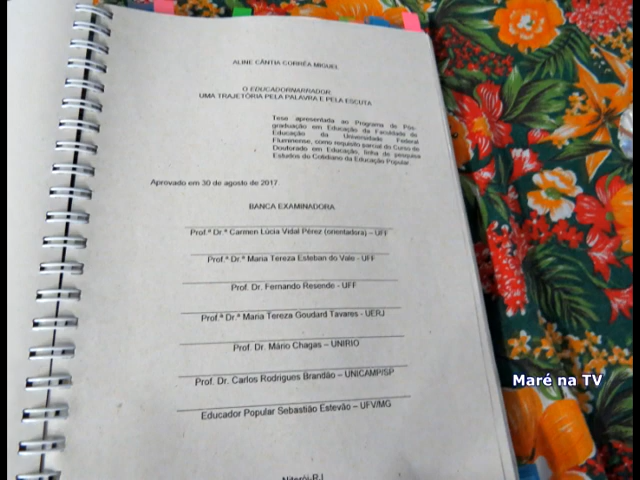 ALINE CÂNTIA CORRÊA MIGUEL
O EDUCADORNARRADOR
UMA TRAJETÓRIA PELA PALAVRA E PELA ESCUTA
Tese apresentada ao Programa de Pós-
graduação em Educação da Faculdade de
Educação da Universidade Federal
Fluminense, como requisito parcial do Curso de
Doutorado em Educação, linha de pesquisa
Estudos do Cotidiano da Educação Popular.
Aprovado em 30 de agosto de 2017
BANCA EXAMINADORA
Prof.ª Dr.ª Carmen Lúcia Vidal Pérez (orientadora) – UFF
Prof.ª Dr.ª Maria Tereza Esteban do Vale - UFF
Prof. Dr. Fernando Resende - UFF
Prof.ª Dr.ª Maria Tereza Goudard Tavares - UERJ
Prof. Dr. Mário Chagas – UNIRIO
Prof. Dr. Carlos Rodrigues Brandão – UNICAMP/SP
Educador Popular Sebastião Estevão – UFV/MG
Niterói-RJ
Maré na TV